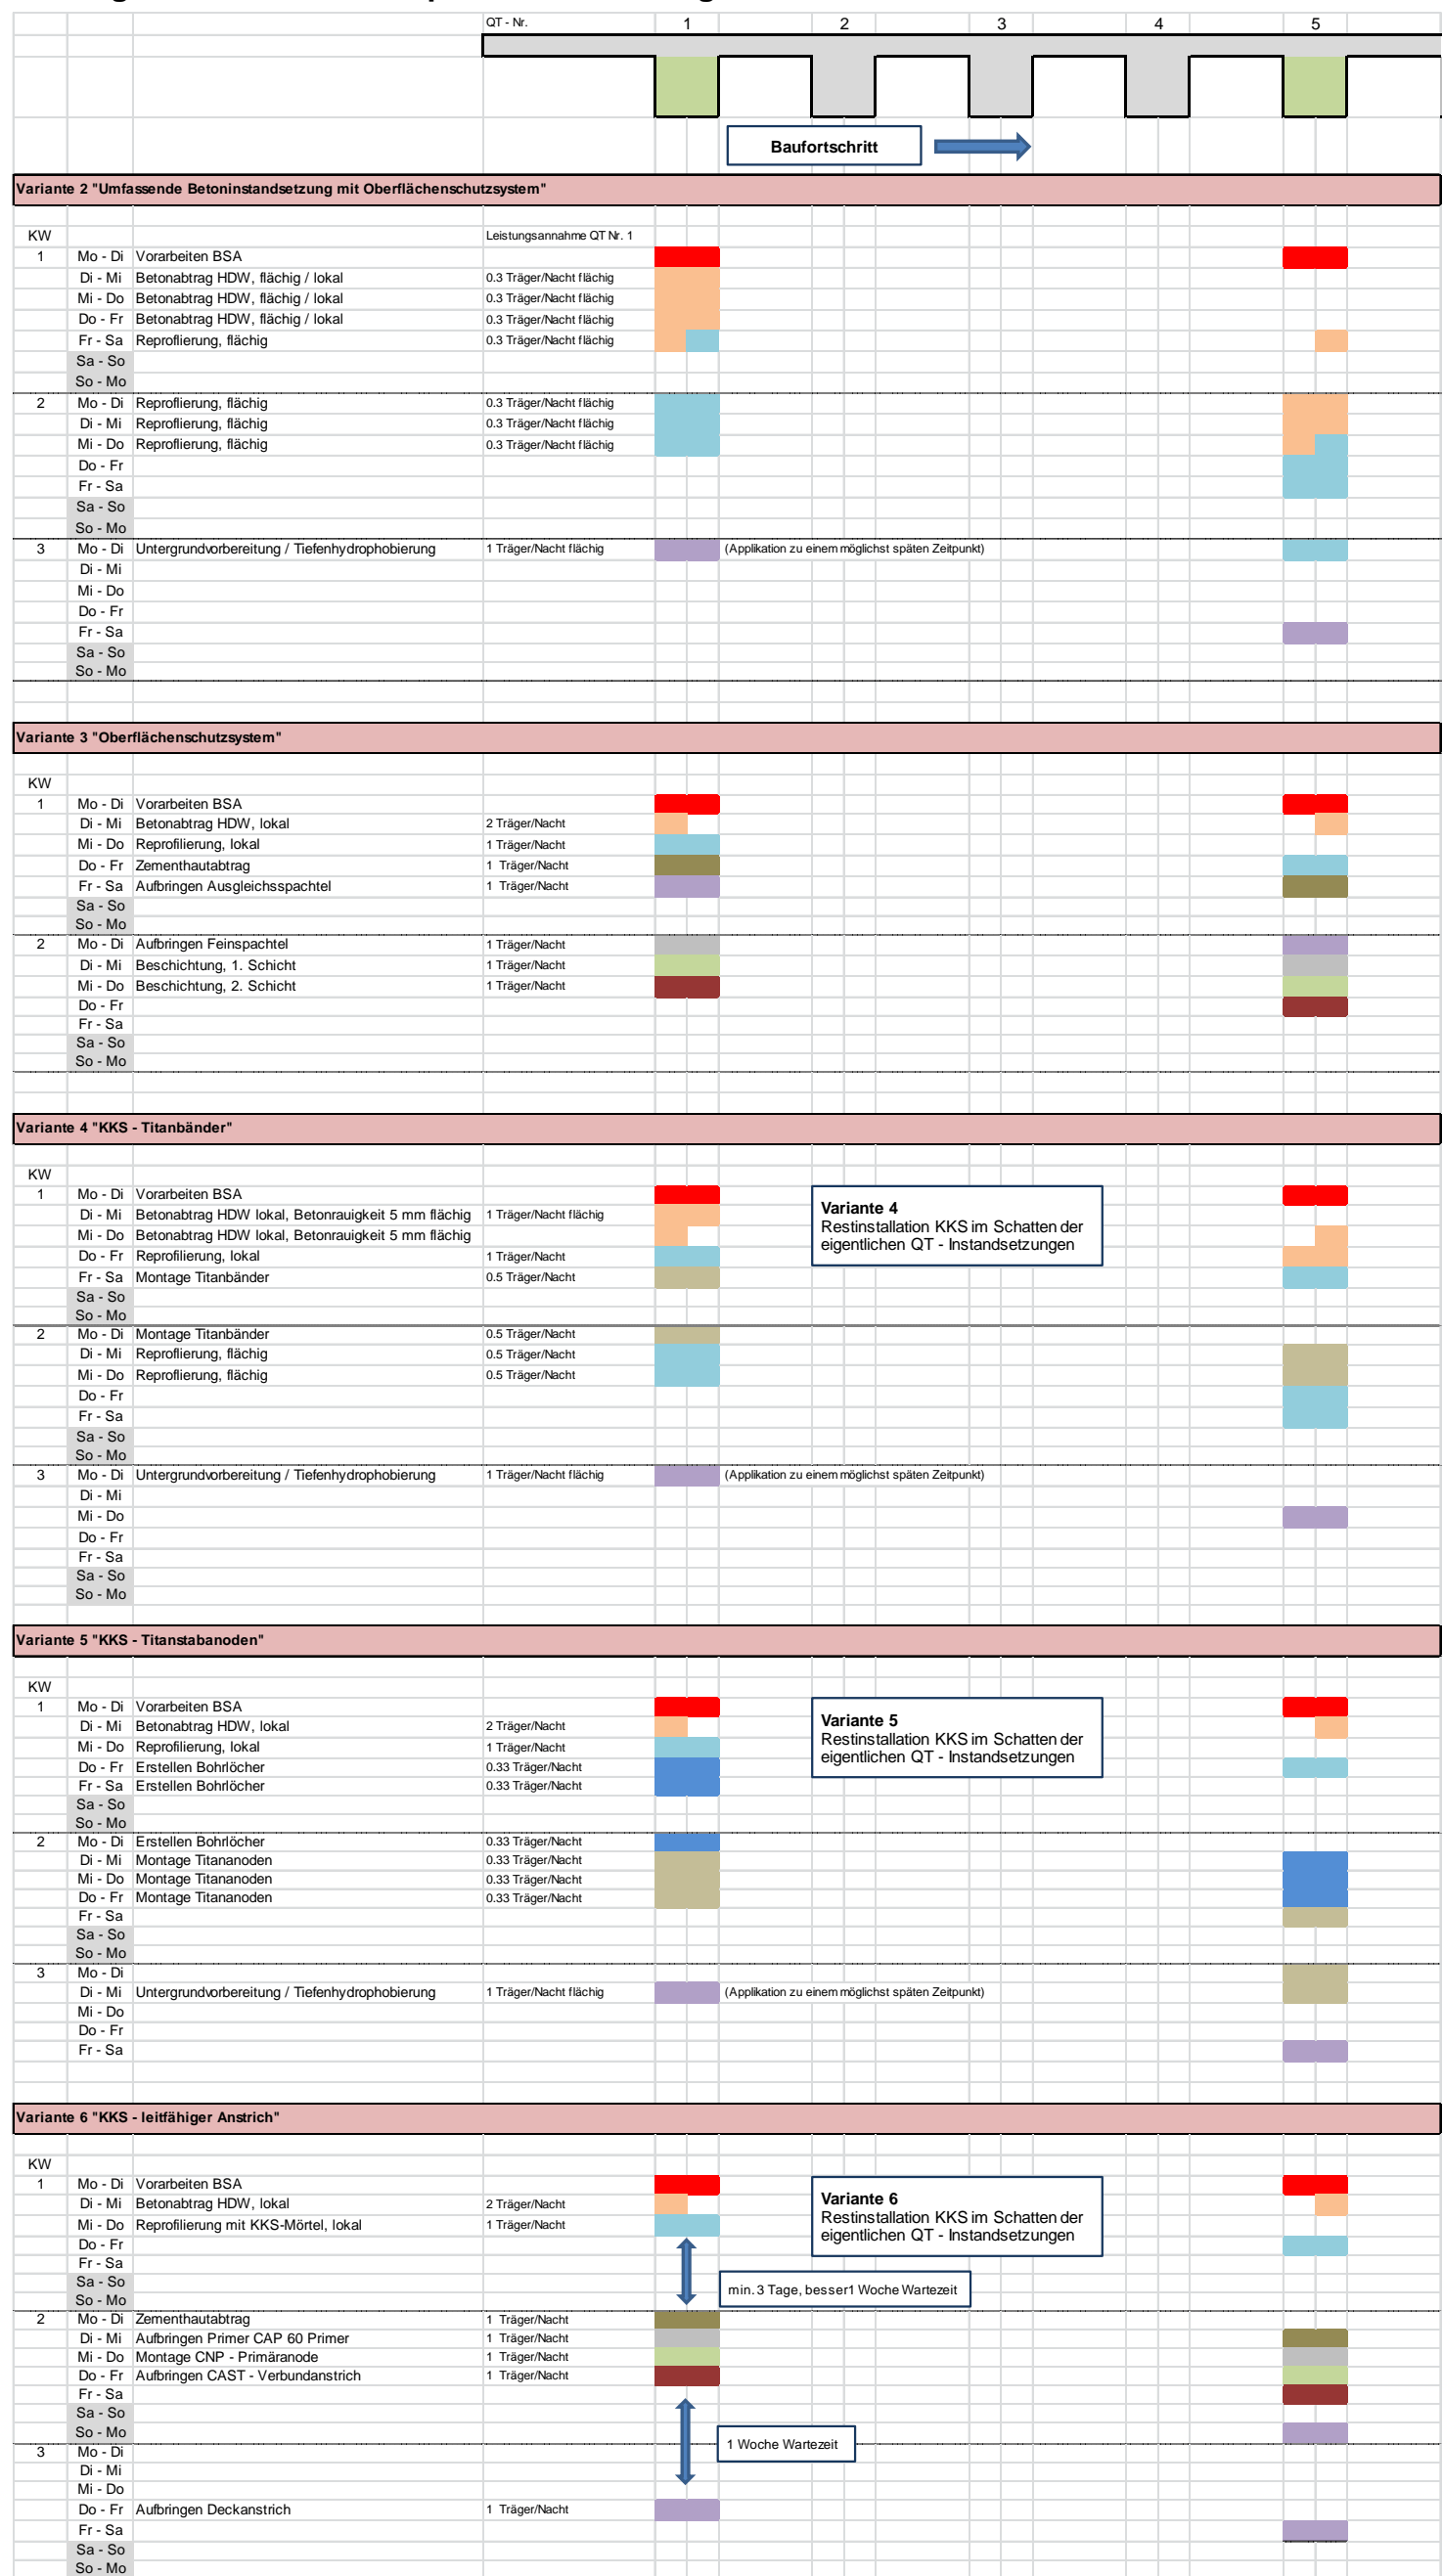 QT - Nr. 1 2 3 4 5
Baufortschritt
Variante 2 "Umfassende Betoninstandsetzung mit Oberflächenschutzsystem"
KW Leistungsannahme QT Nr. 1
1 Mo - Di Vorarbeiten BSA
Di - Mi Betonabtrag HDW, flächig / lokal 0.3 Träger/Nacht flächig
Mi - Do Betonabtrag HDW, flächig / lokal 0.3 Träger/Nacht flächig
Do - Fr Betonabtrag HDW, flächig / lokal 0.3 Träger/Nacht flächig
Fr - Sa Reproflierung, flächig 0.3 Träger/Nacht flächig
Sa - So
So - Mo
2 Mo - Di Reproflierung, flächig 0.3 Träger/Nacht flächig
Di - Mi Reproflierung, flächig 0.3 Träger/Nacht flächig
Mi - Do Reproflierung, flächig 0.3 Träger/Nacht flächig
Do - Fr
Fr - Sa
Sa - So
So - Mo
3 Mo - Di Untergrundvorbereitung / Tiefenhydrophobierung 1 Träger/Nacht flächig (Applikation zu einem möglichst späten Zeitpunkt)
Di - Mi
Mi - Do
Do - Fr
Fr - Sa
Sa - So
So - Mo
Variante 3 "Oberflächenschutzsystem"
KW
1 Mo - Di Vorarbeiten BSA
Di - Mi Betonabtrag HDW, lokal 2 Träger/Nacht
Mi - Do Reprofilierung, lokal 1 Träger/Nacht
Do - Fr Zementhautabtrag 1 Träger/Nacht
Fr - Sa Aufbringen Ausgleichsspachtel 1 Träger/Nacht
Sa - So
So - Mo
2 Mo - Di Aufbringen Feinspachtel 1 Träger/Nacht
Di - Mi Beschichtung, 1. Schicht 1 Träger/Nacht
Mi - Do Beschichtung, 2. Schicht 1 Träger/Nacht
Do - Fr
Fr - Sa
Sa - So
So - Mo
Variante 4 "KKS - Titanbänder"
KW
1 Mo - Di Vorarbeiten BSA
Di - Mi Betonabtrag HDW lokal, Betonrauigkeit 5 mm flächig 1 Träger/Nacht flächig
Mi - Do Betonabtrag HDW lokal, Betonrauigkeit 5 mm flächig
Do - Fr Reprofilierung, lokal 1 Träger/Nacht
Fr - Sa Montage Titanbänder 0.5 Träger/Nacht
Sa - So
So - Mo
Variante 4
Restinstallation KKS im Schatten der
eigentlichen QT - Instandsetzungen
2 Mo - Di Montage Titanbänder 0.5 Träger/Nacht
Di - Mi Reproflierung, flächig 0.5 Träger/Nacht
Mi - Do Reproflierung, flächig 0.5 Träger/Nacht
Do - Fr
Fr - Sa
Sa - So
So - Mo
3 Mo - Di Untergrundvorbereitung / Tiefenhydrophobierung 1 Träger/Nacht flächig (Applikation zu einem möglichst späten Zeitpunkt)
Di - Mi
Mi - Do
Do - Fr
Fr - Sa
Sa - So
So - Mo
Variante 5 "KKS - Titanstabanoden"
KW
1 Mo - Di Vorarbeiten BSA
Di - Mi Betonabtrag HDW, lokal 2 Träger/Nacht
Mi - Do Reprofilierung, lokal 1 Träger/Nacht
Do - Fr Erstellen Bohrlöcher 0.33 Träger/Nacht
Fr - Sa Erstellen Bohrlöcher 0.33 Träger/Nacht
Sa - So
So - Mo
Variante 5
Restinstallation KKS im Schatten der
eigentlichen QT - Instandsetzungen
2 Mo - Di Erstellen Bohrlöcher 0.33 Träger/Nacht
Di - Mi Montage Titananoden 0.33 Träger/Nacht
Mi - Do Montage Titananoden 0.33 Träger/Nacht
Do - Fr Montage Titananoden 0.33 Träger/Nacht
Fr - Sa
Sa - So
So - Mo
3 Mo - Di
Di - Mi Untergrundvorbereitung / Tiefenhydrophobierung 1 Träger/Nacht flächig (Applikation zu einem möglichst späten Zeitpunkt)
Mi - Do
Do - Fr
Fr - Sa
Variante 6 "KKS - leitfähiger Anstrich"
KW
1 Mo - Di Vorarbeiten BSA
Di - Mi Betonabtrag HDW, lokal 2 Träger/Nacht
Mi - Do Reprofilierung mit KKS-Mörtel, lokal 1 Träger/Nacht
Do - Fr
Fr - Sa
Sa - So
So - Mo
Variante 6
Restinstallation KKS im Schatten der
eigentlichen QT - Instandsetzungen
min. 3 Tage, besser1 Woche Wartezeit
2 Mo - Di Zementhautabtrag 1 Träger/Nacht
Di - Mi Aufbringen Primer CAP 60 Primer 1 Träger/Nacht
Mi - Do Montage CNP - Primäranode 1 Träger/Nacht
Do - Fr Aufbringen CAST - Verbundanstrich 1 Träger/Nacht
Fr - Sa
Sa - So
So - Mo
1 Woche Wartezeit
3 Mo - Di
Di - Mi
Mi - Do
Do - Fr Aufbringen Deckanstrich 1 Träger/Nacht
Fr - Sa
Sa - So
So - Mo